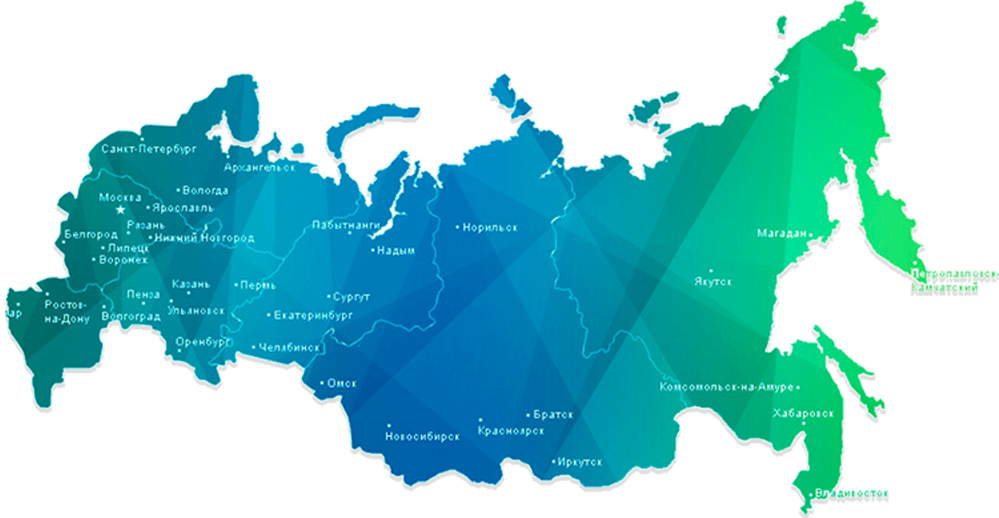 Санкт-Петербург
Архангельск
Вологда
Москва
Ярославль
Рязань
Белгород
Нижний Новгород
Липецк
Воронеж
Лабытнанги
Норильск
Надым
Магадан
Петропавловск-
Камчатский
Якутск
Казань
Пермь
Пенза
Сургут
Ростов-
на-Дону
Волгоград
Ульяновск
Екатеринбург
Оренбург
Челябинск
Омск
Комсомольск-на-Амуре
Хабаровск
Братск
Красноярск
Новосибирск
Иркутск
Владивосток